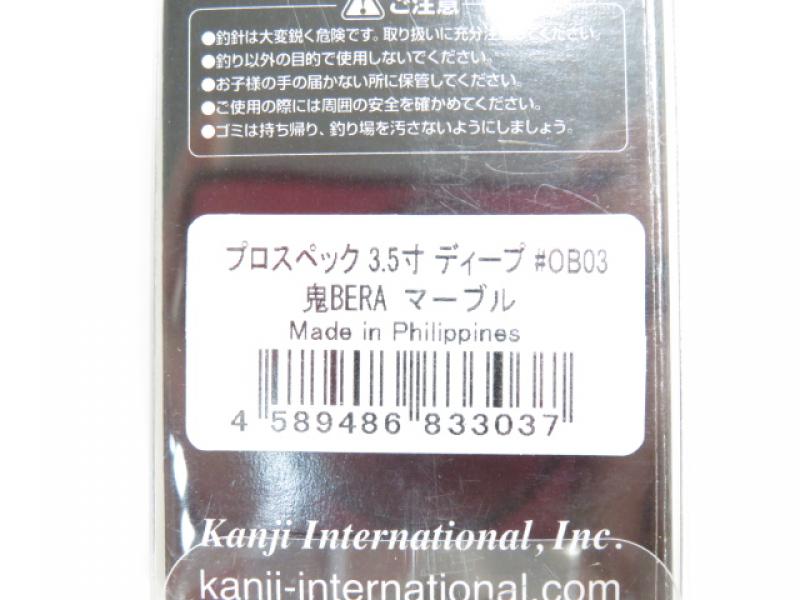 ご注意
●釣針は大変鋭く危険です。取り扱いに充分注意してください。
●釣り以外の目的で使用しないでください。
●お子様の手の届かない所に保管してください。
●ご使用の際には周囲の安全を確かめてください。
●ゴミは持ち帰り、釣り場を汚さないようにしましょう。
プロスペック 3.5寸 ディープ #OB03
鬼BERA マーブル
Made in Philippines
4 589486 833037
Kanji International, Inc.
kanji-international.com